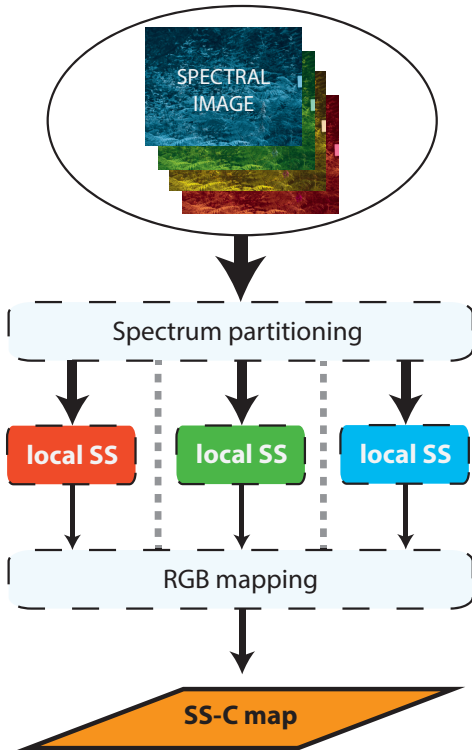 SPECTRAL
IMAGE
Spectrum partitioning
local SS local SS local SS
RGB mapping
SS-C map